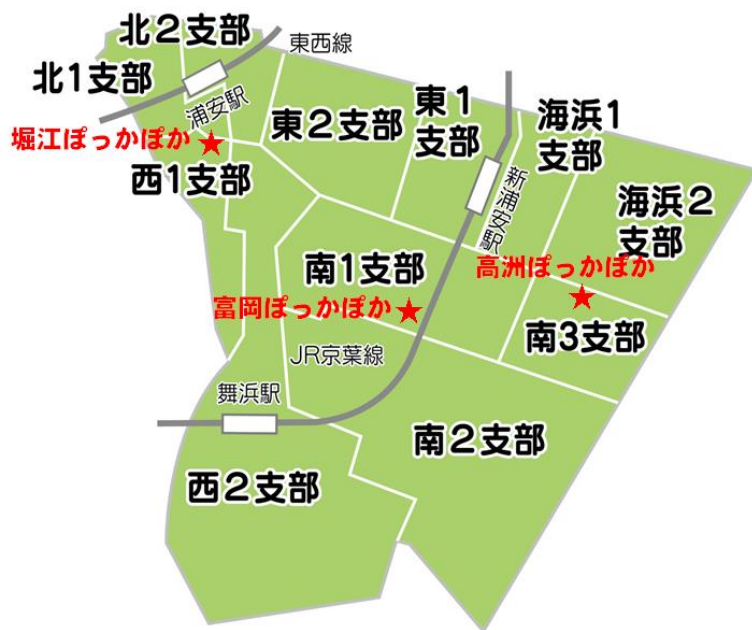 北２支部
東西線
北１支部
浦安駅
堀江ぽっかぽか
西１支部
東２支部
東１
支部
海浜１
支部
新浦安駅
海浜２
支部
高洲ぽっかぽか
南１支部
富岡ぽっかぽか
南３支部
JR京葉線
舞浜駅
南２支部
西２支部